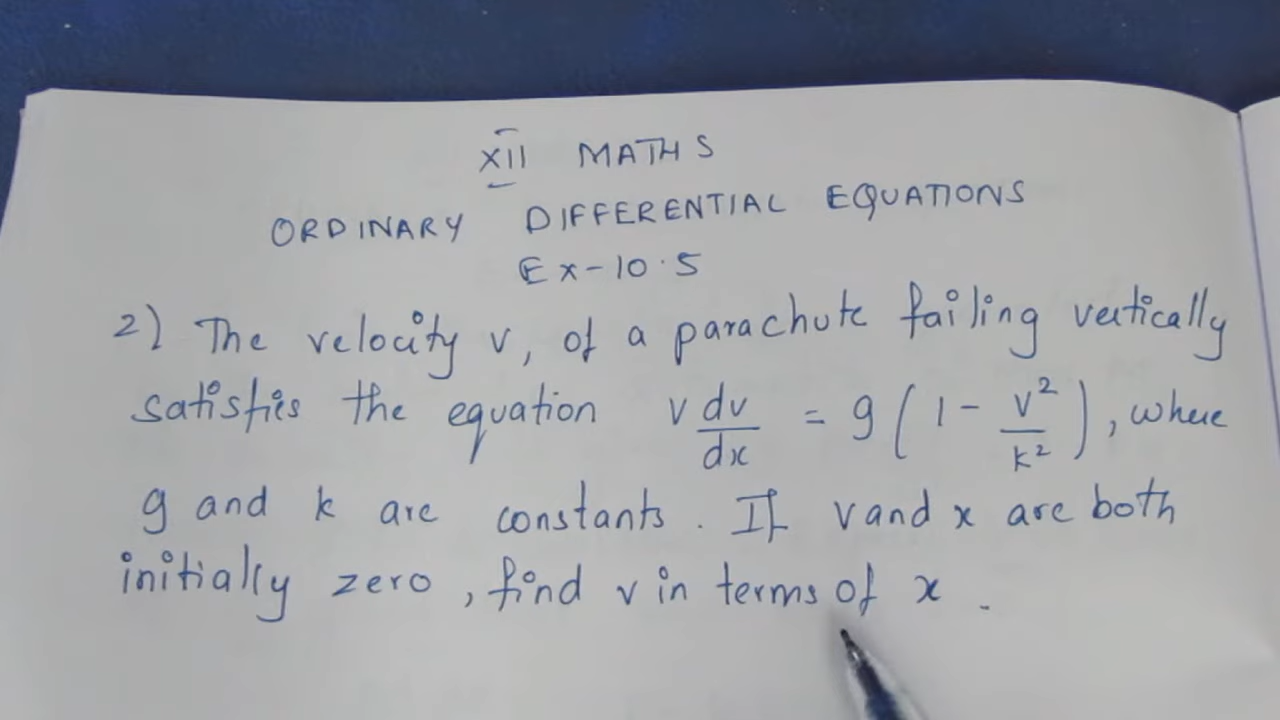 XII MATHS
ORDINARY DIFFERENTIAL EQUATIONS
Ex-10.5
2) The velocity v, of a parachute failing vertically
satisfies the equation v dv/dx = g(1 - v²/k²), where
g and k are constants. If v and x are both
initially zero, find v in terms of x.